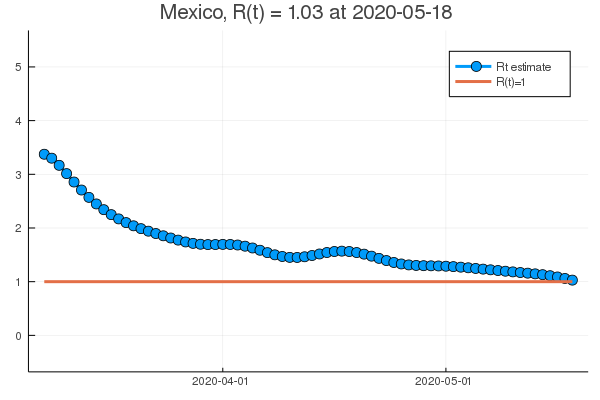 Mexico, R(t) = 1.03 at 2020-05-18
5
4
3
2
1
0
Rt estimate
R(t)=1
2020-04-01
2020-05-01